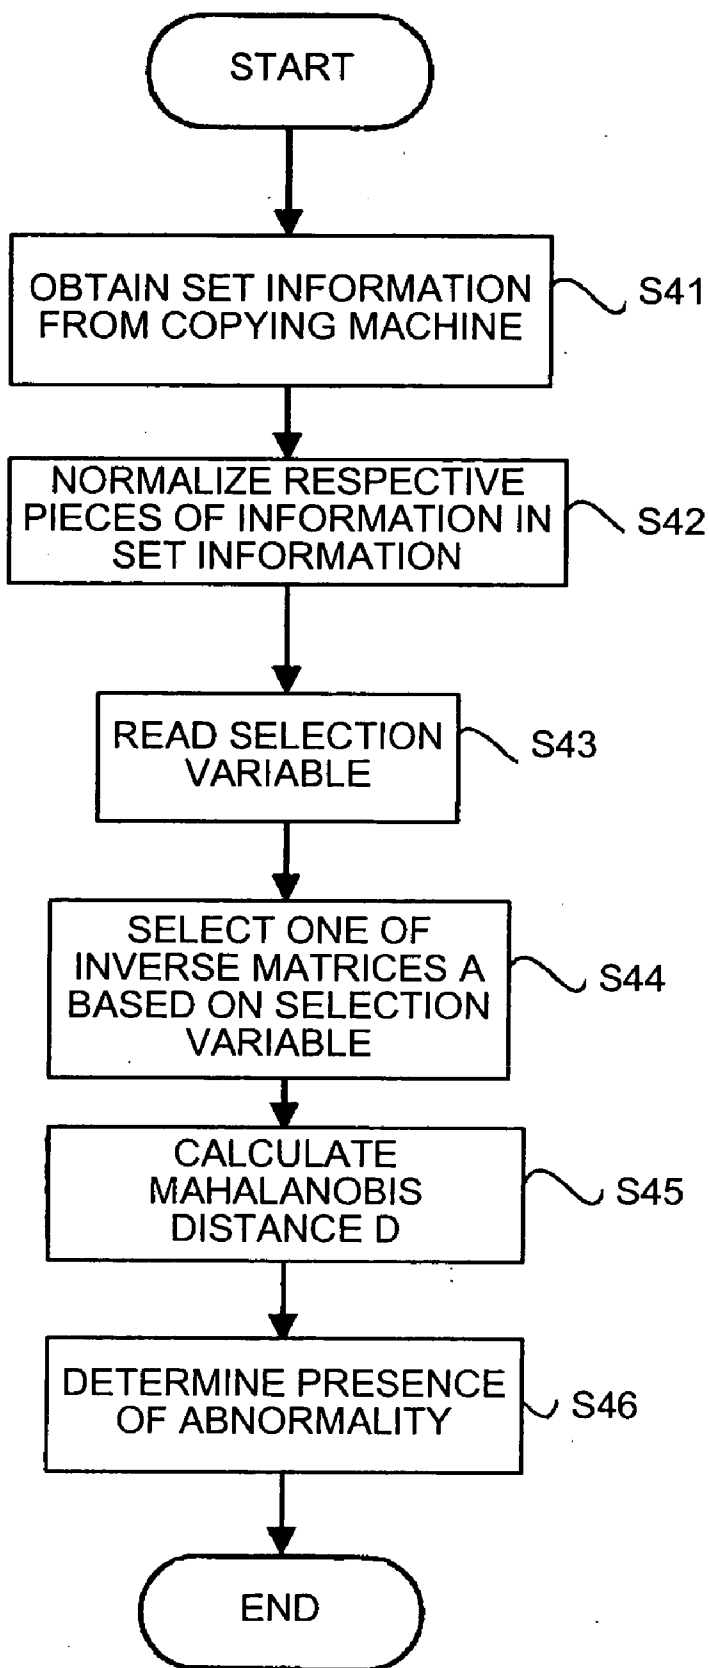 START
OBTAIN SET INFORMATION
FROM COPYING MACHINE
S41
NORMALIZE RESPECTIVE
PIECES OF INFORMATION IN
SET INFORMATION
S42
READ SELECTION
VARIABLE
S43
SELECT ONE OF
INVERSE MATRICES A
BASED ON SELECTION
VARIABLE
S44
CALCULATE
MAHALANOBIS
DISTANCE D
S45
DETERMINE PRESENCE
OF ABNORMALITY
S46
END